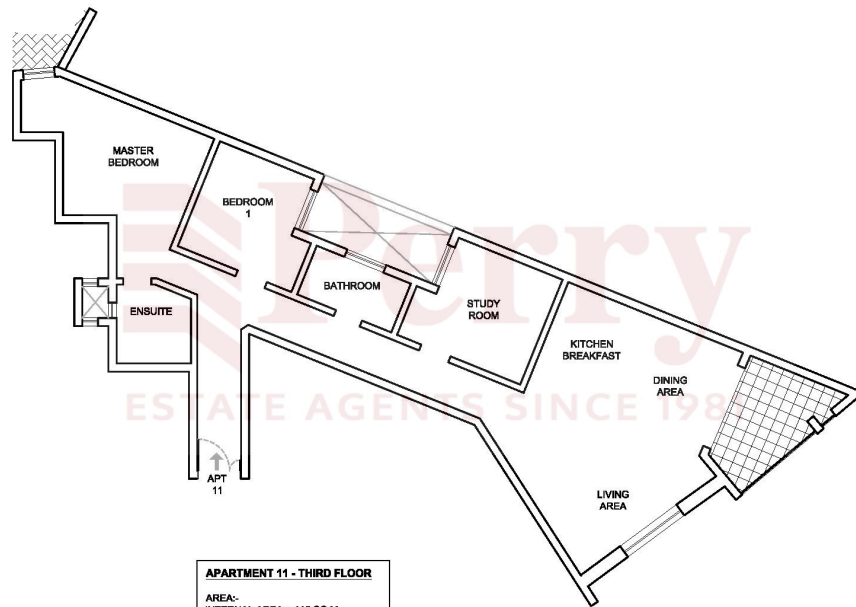 MASTER
BEDROOM
BEDROOM
1
Perry
BATHROOM
ENSUITE
STUDY
ROOM
KITCHEN
BREAKFAST
DINING
AREA
ESTATE AGENTS SINCE 1981
APT
11
LIVING
AREA
APARTMENT 11 - THIRD FLOOR
AREA:-